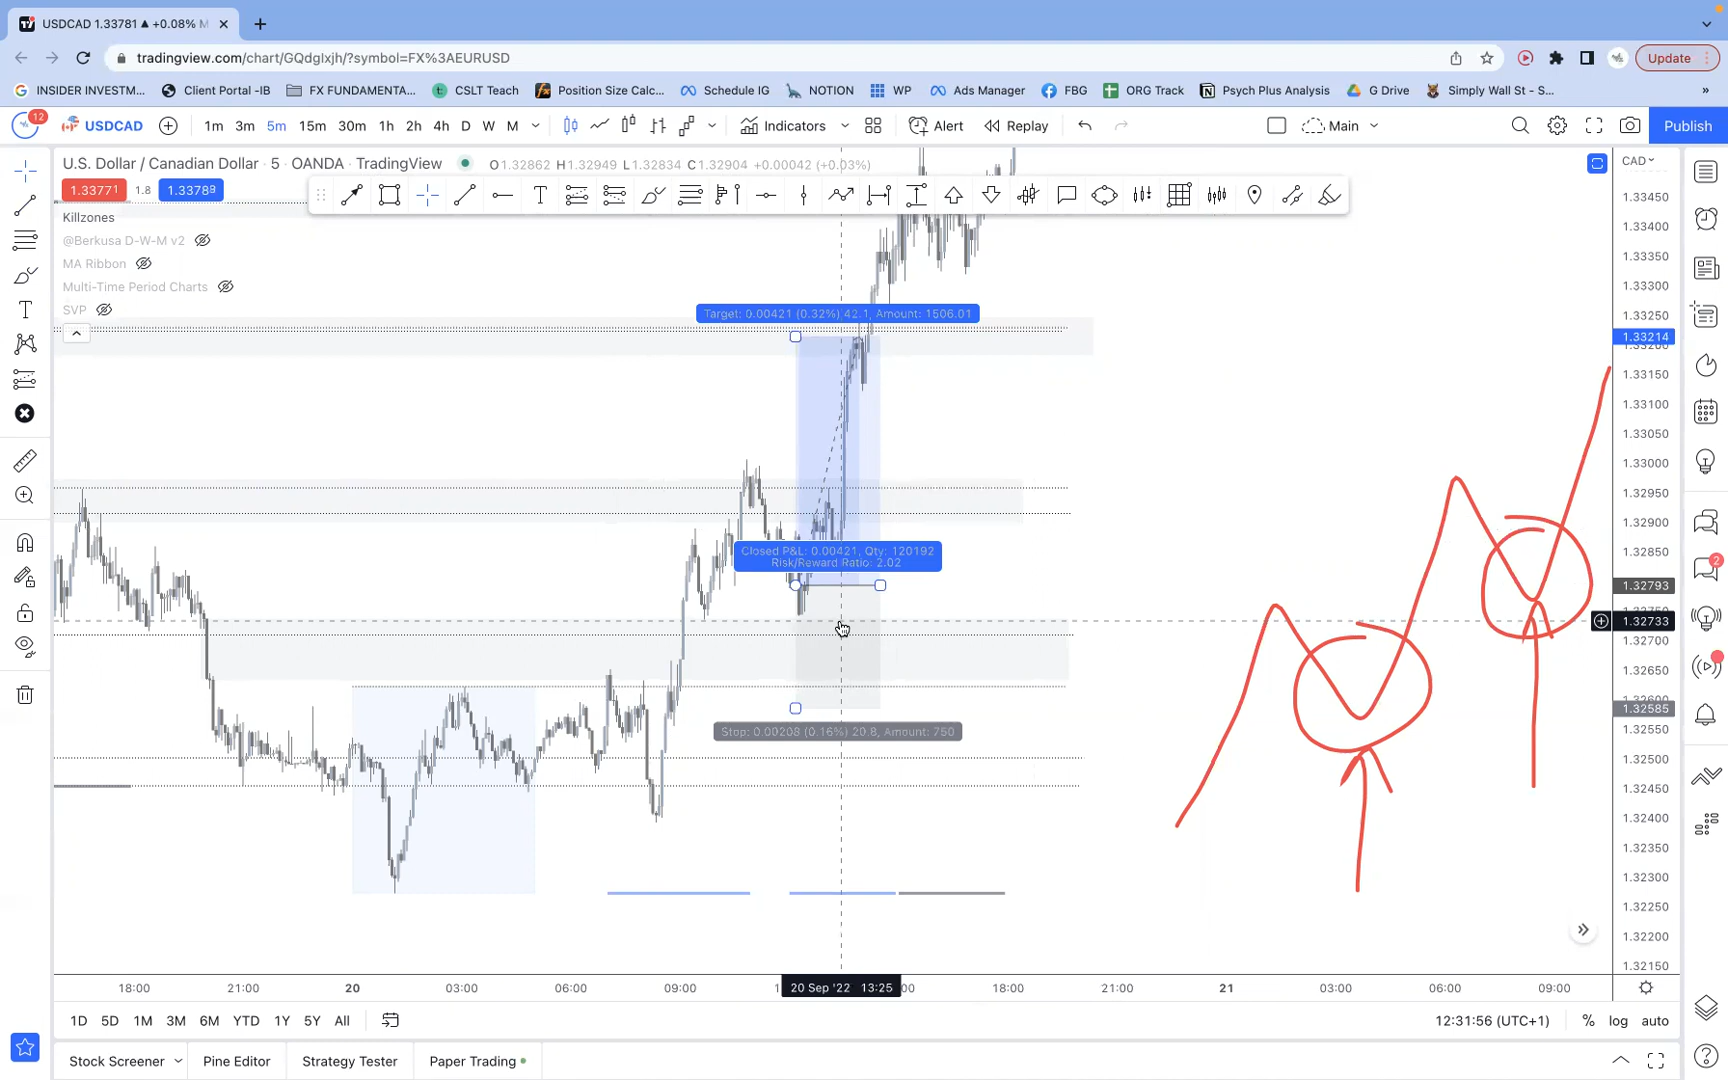 USDCAD 1.33781 ▲ +0.08% M
tradingview.com/chart/GQdglxjh/?symbol=FX%3AEURUSD
Update
INSIDER INVESTM...
Client Portal -IB
FX FUNDAMENTA...
CSLT Teach
Position Size Calc...
Schedule IG
NOTION
WP
Ads Manager
FBG
ORG Track
Psych Plus Analysis
G Drive
Simply Wall St - S...
»
12
USDCAD
1m 3m 5m 15m 30m 1h 2h 4h D W M
Indicators
Alert
Replay
Main
Publish
U.S. Dollar / Canadian Dollar · 5 · OANDA · TradingView
O1.32862 H1.32949 L1.32834 C1.32904 +0.00042 (+0.03%)
CAD
1.33771
1.8
1.33789
Killzones
@Berkusa D-W-M v2
MA Ribbon
Multi-Time Period Charts
SVP
Target: 0.00421 (0.32%) 42.1, Amount: 1506.01
Closed P&L: 0.00421, Qty: 120192
Risk/Reward Ratio: 2.02
Stop: 0.00208 (0.16%) 20.8, Amount: 750
1.33450
1.33400
1.33350
1.33300
1.33250
1.33214
1.33150
1.33100
1.33050
1.33000
1.32950
1.32900
1.32850
1.32793
1.32733
1.32700
1.32650
1.32585
1.32550
1.32500
1.32450
1.32400
1.32350
1.32300
1.32250
1.32200
1.32150
2
18:00
21:00
20
03:00
06:00
09:00
20 Sep '22 13:25
18:00
21:00
21
03:00
06:00
09:00
1D 5D 1M 3M 6M YTD 1Y 5Y All
12:31:56 (UTC+1)
% log auto
Stock Screener
Pine Editor
Strategy Tester
Paper Trading